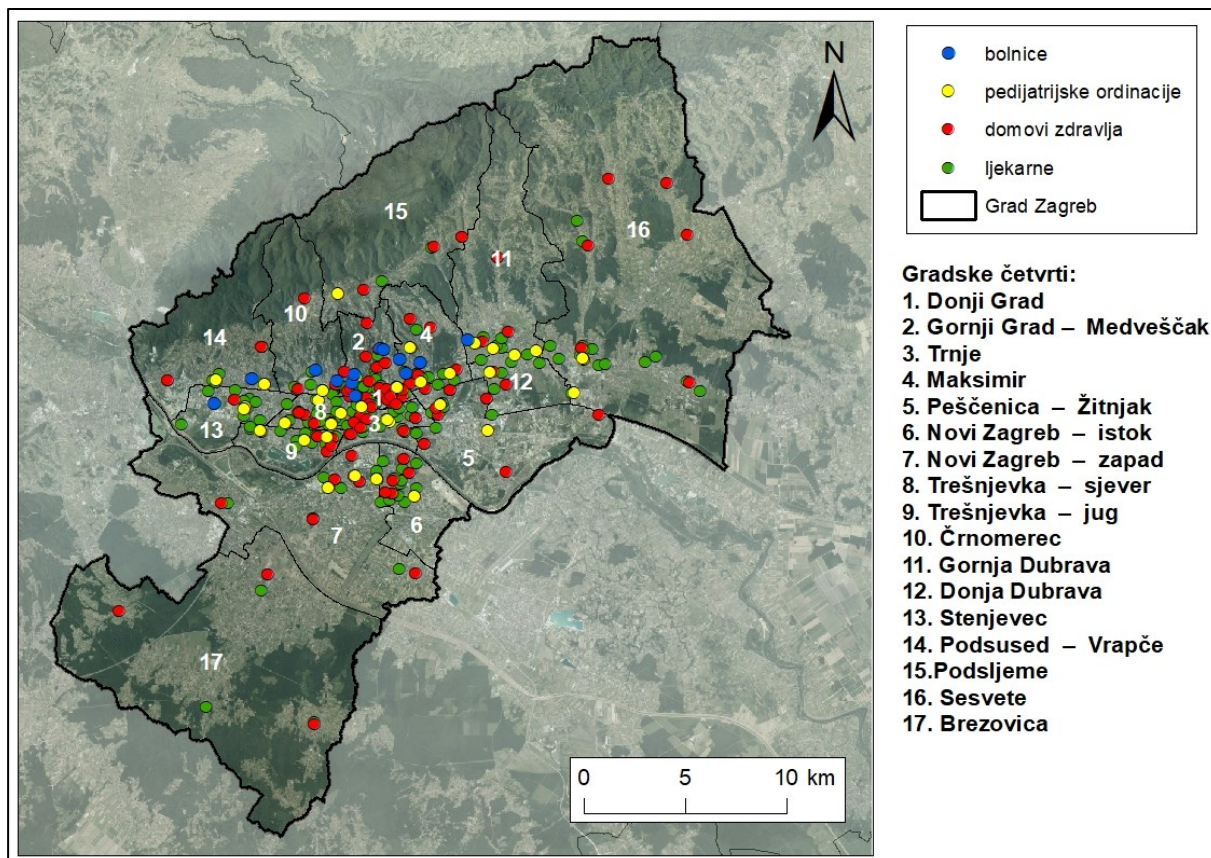 N
bolnice
pedijatrijske ordinacije
domovi zdravlja
ljekarne
Grad Zagreb
Gradske četvrti:
1. Donji Grad
2. Gornji Grad – Medveščak
3. Trnje
4. Maksimir
5. Peščenica – Žitnjak
6. Novi Zagreb – istok
7. Novi Zagreb – zapad
8. Trešnjevka – sjever
9. Trešnjevka – jug
10. Črnomerec
11. Gornja Dubrava
12. Donja Dubrava
13. Stenjevec
14. Podsused – Vrapče
15.Podsljeme
16. Sesvete
17. Brezovica
15
16
11
10
14
4
2
12
1
8
13
3
9
5
6
7
17
0 5 10 km